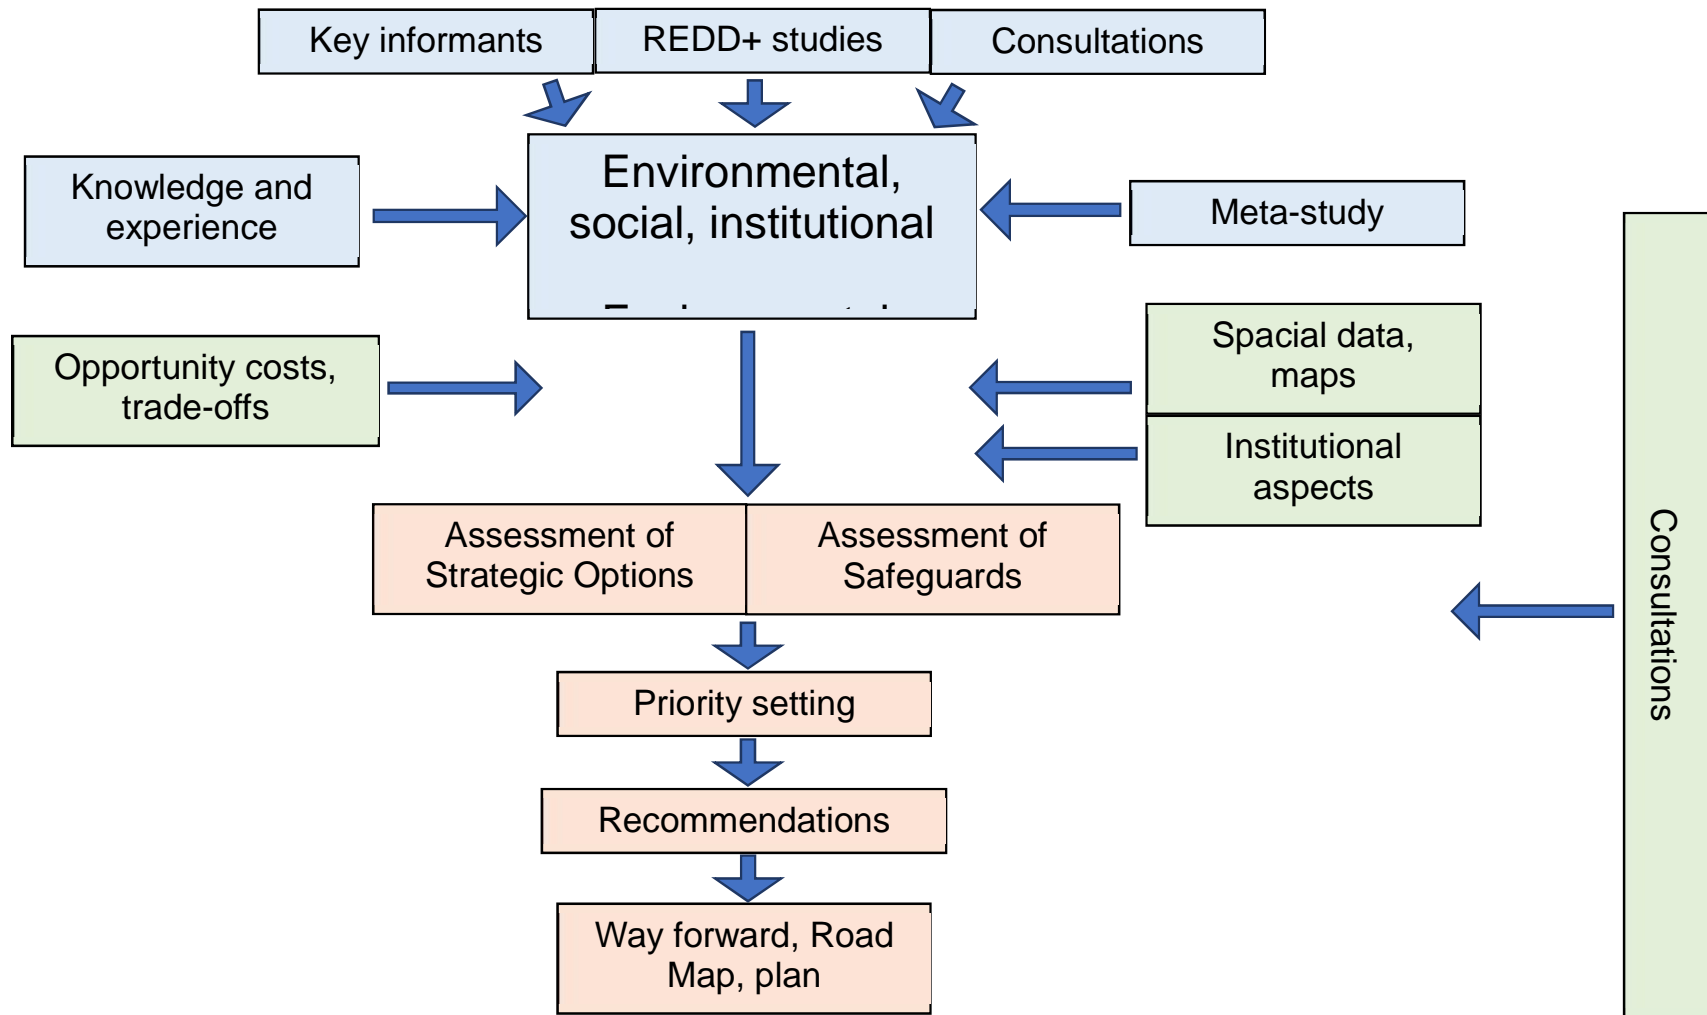 Key informants
REDD+ studies
Consultations
Environmental,
social, institutional
Knowledge and
experience
Meta-study
Opportunity costs,
trade-offs
Spacial data,
maps
Institutional
aspects
Assessment of
Strategic Options
Assessment of
Safeguards
Consultations
Priority setting
Recommendations
Way forward, Road
Map, plan